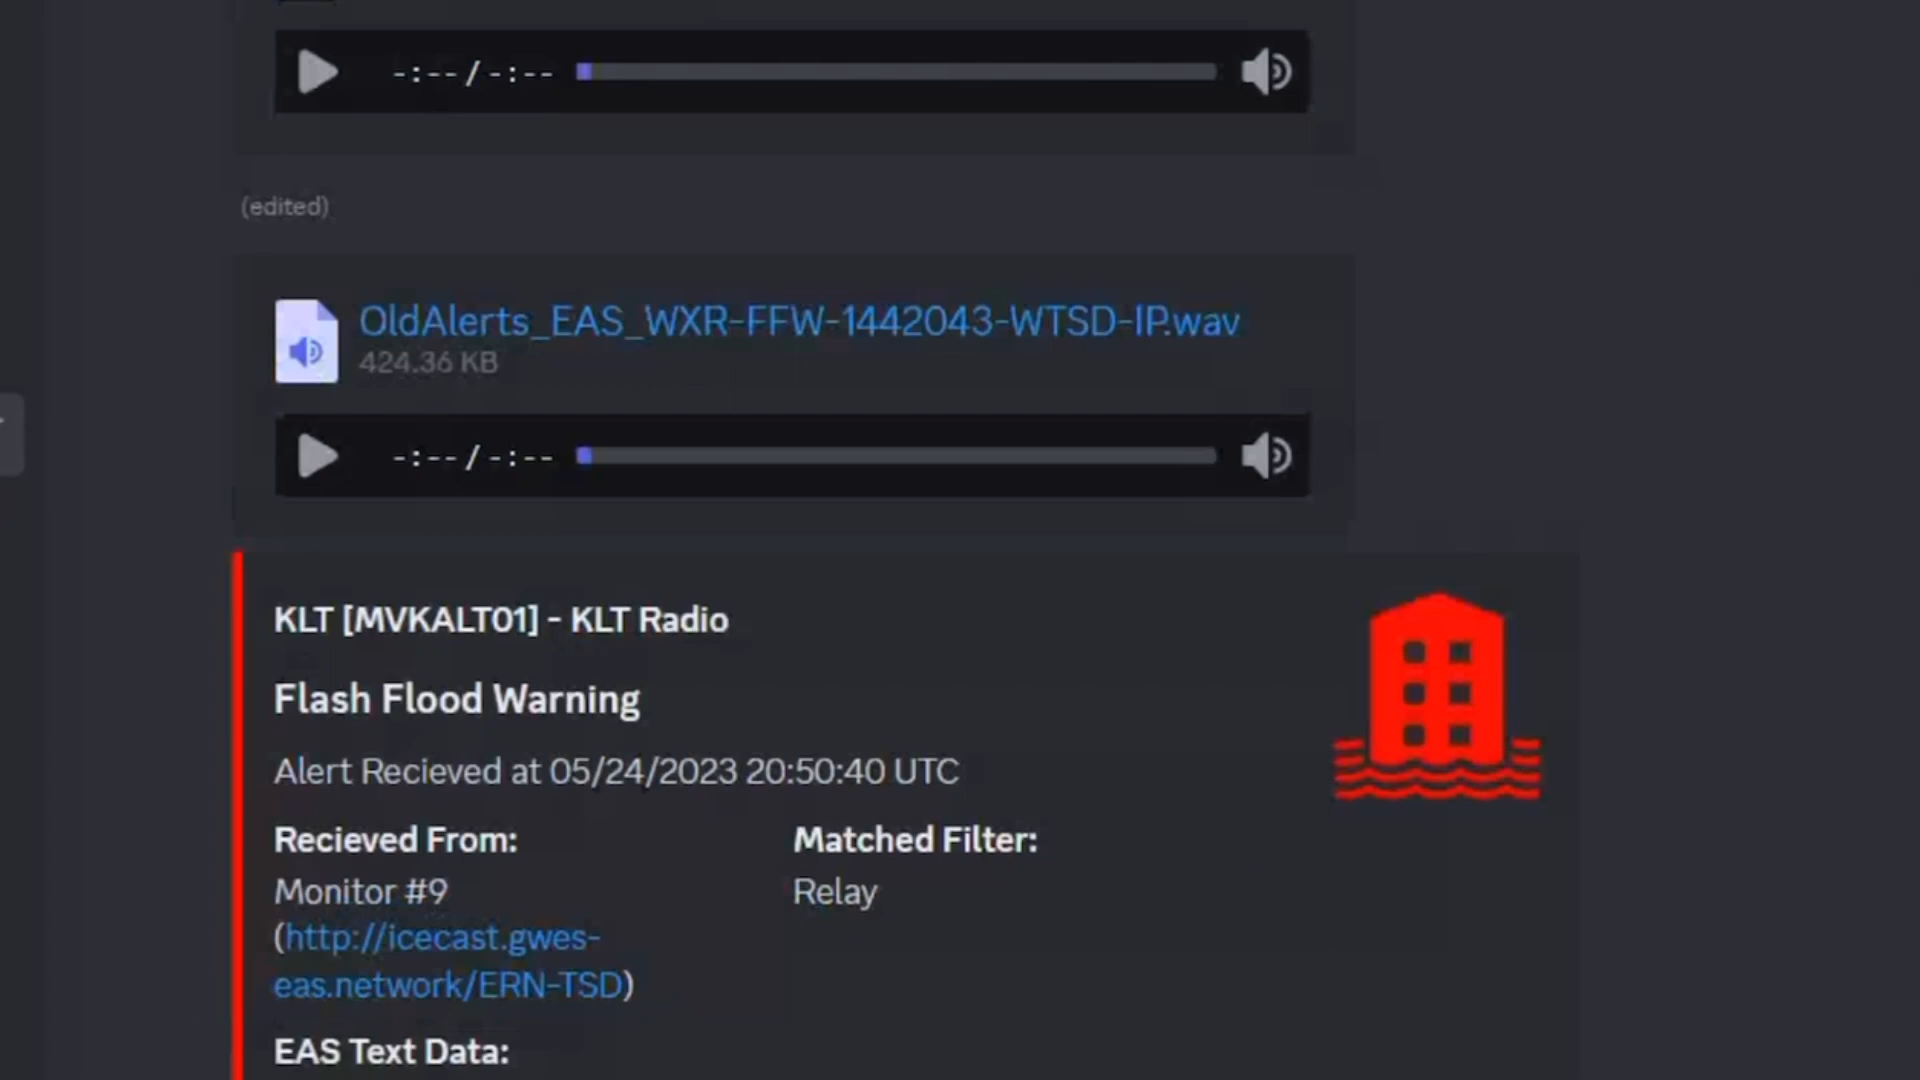 -:-- / -:--
(edited)
OldAlerts_EAS_WXR-FFW-1442043-WTSD-IP.wav
424.36 KB
-:-- / -:--
KLT [MVKALT01] - KLT Radio
Flash Flood Warning
Alert Recieved at 05/24/2023 20:50:40 UTC
Recieved From:
Matched Filter:
Monitor #9
Relay
(http://icecast.gwes-
eas.network/ERN-TSD)
EAS Text Data: